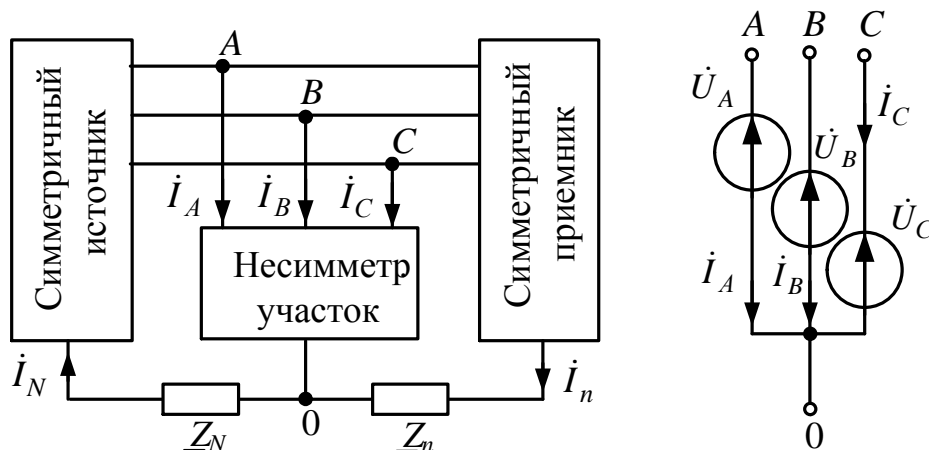 Симметричный
источник
A
B
C
İ_A
İ_B
İ_C
Несимметр
участок
Симметричный
приемник
İ_N
Z_N
0
Z_n
İ_n
A
B
C
U̇_A
İ_C
U̇_B
U̇_C
İ_A
İ_B
0